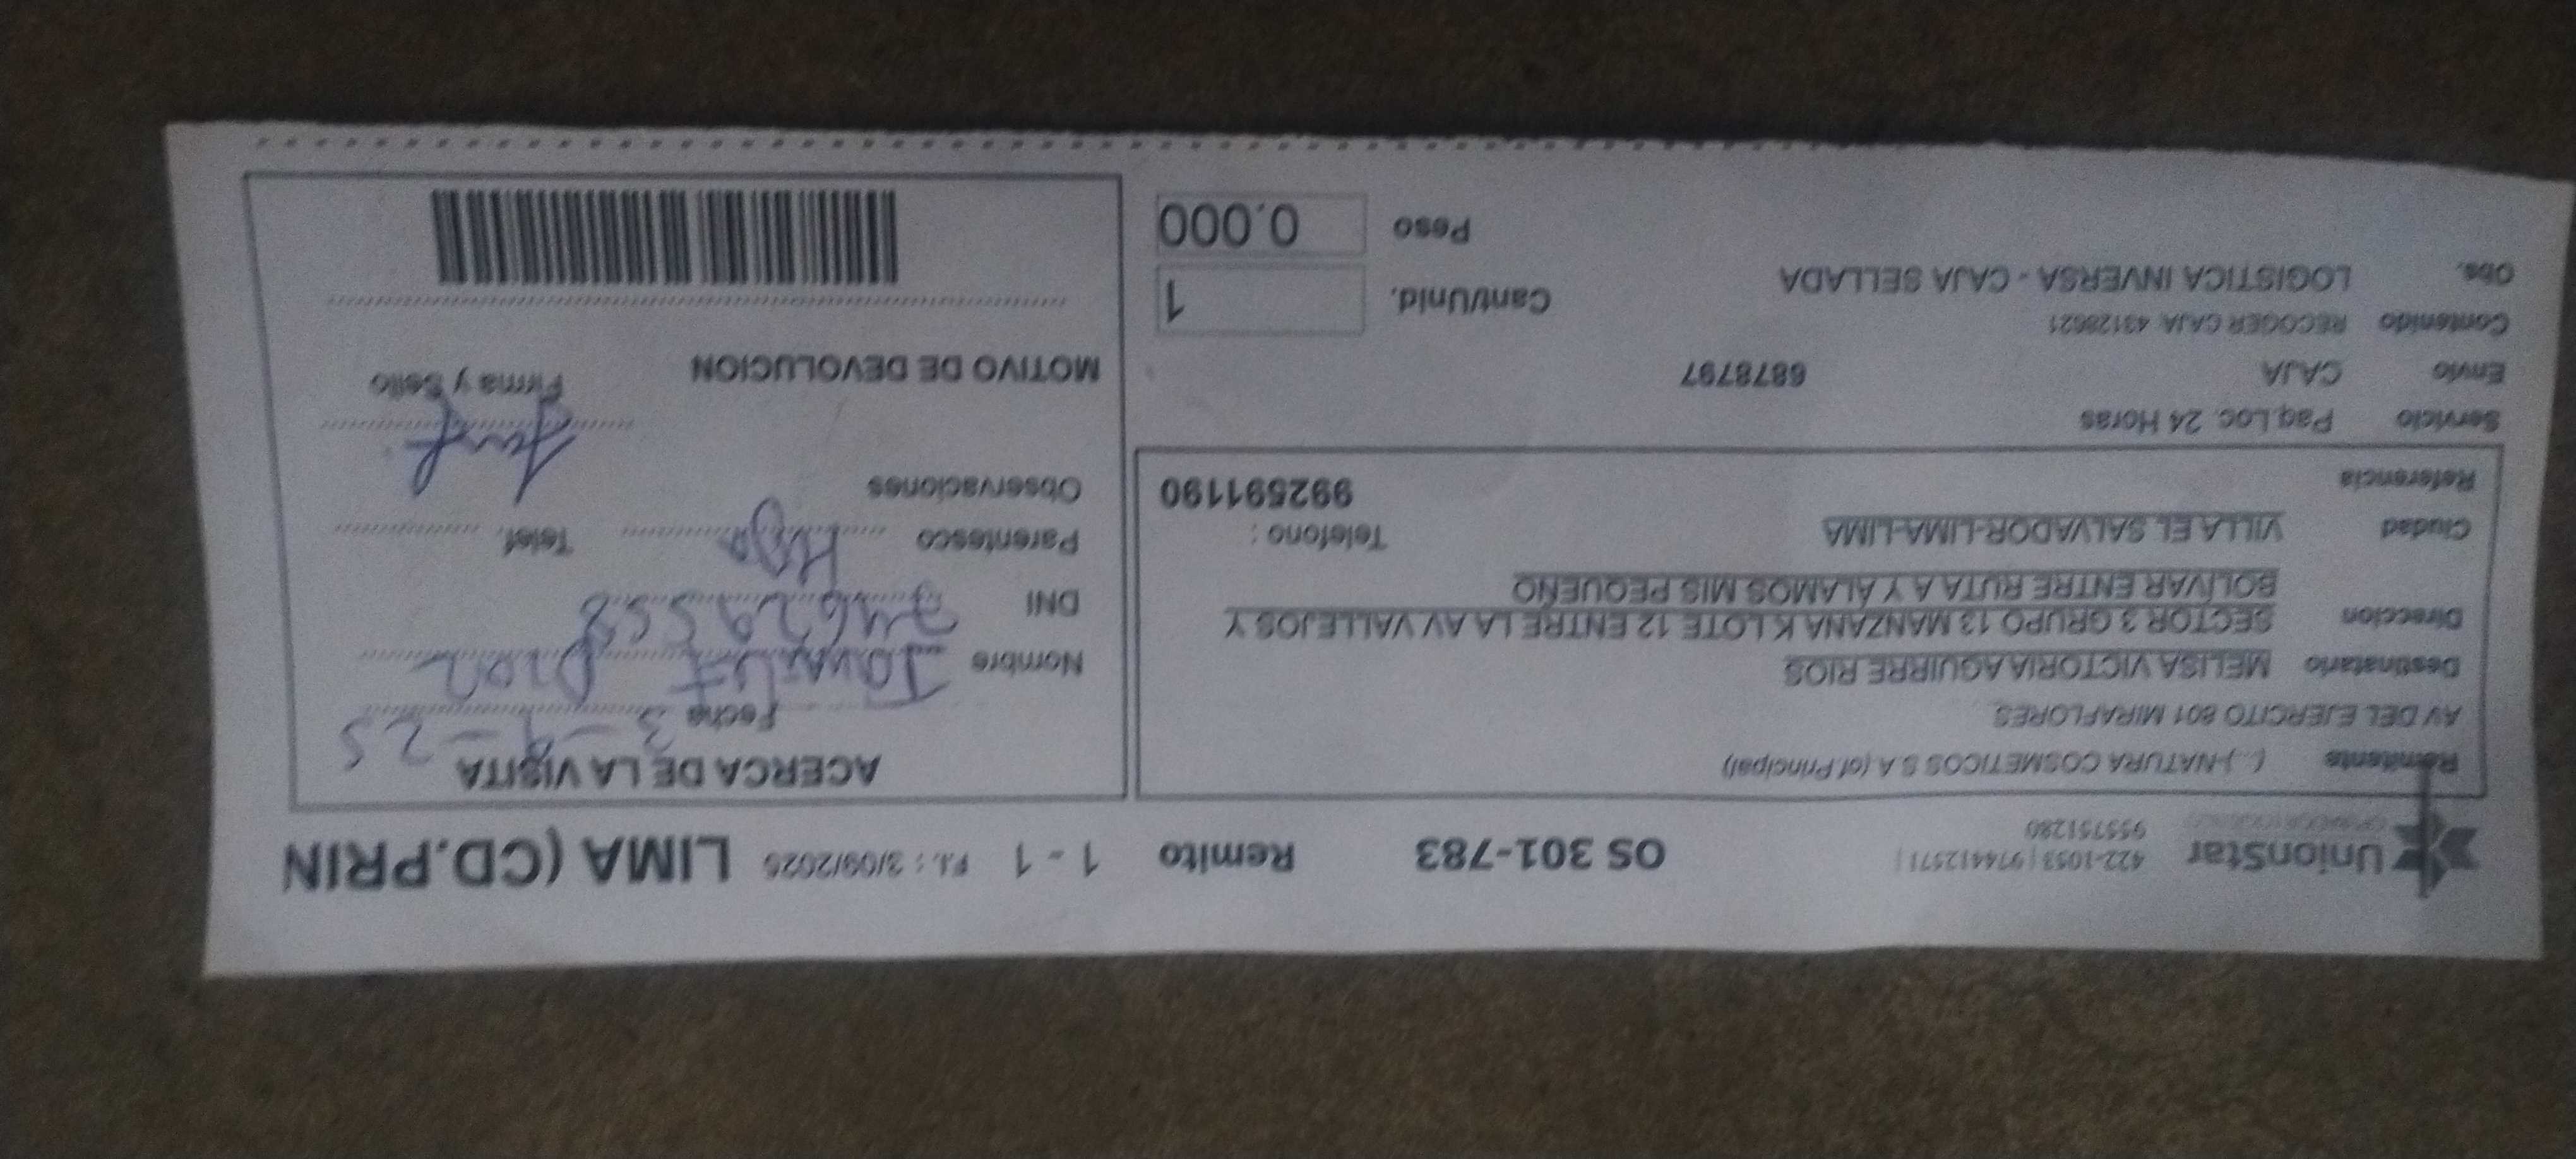 UnionStar 422-1053 | 974412571 | OS 301-783 Remito 1 - 1 F.I. : 3/09/2025 LIMA (CD.PRIN
955751280
Remitente (...)-NATURA COSMETICOS S A (of Principal)
AV DEL EJERCITO 801 MIRAFLORES
Destinatario MELISA VICTORIA AGUIRRE RIOS
Direccion SECTOR 3 GRUPO 13 MANZANA K LOTE 12 ENTRE LA AV VALLEJOS Y
BOLÍVAR ENTRE RUTA A Y ÁLAMOS MIS PEQUEÑO
Ciudad VILLA EL SALVADOR-LIMA-LIMA Telefono :
Referencia 992591190
Servicio Paq.Loc. 24 Horas
Envio CAJA 6878797
Contenido RECOGER CAJA: 43128621
Obs. LOGISTICA INVERSA - CAJA SELLADA
Cant/Unid. 1
Peso 0.000
ACERCA DE LA VISITA
Fecha 3-9-25
Nombre
DNI
Parentesco Hija Telef.
Observaciones
Firma y Sello
MOTIVO DE DEVOLUCION